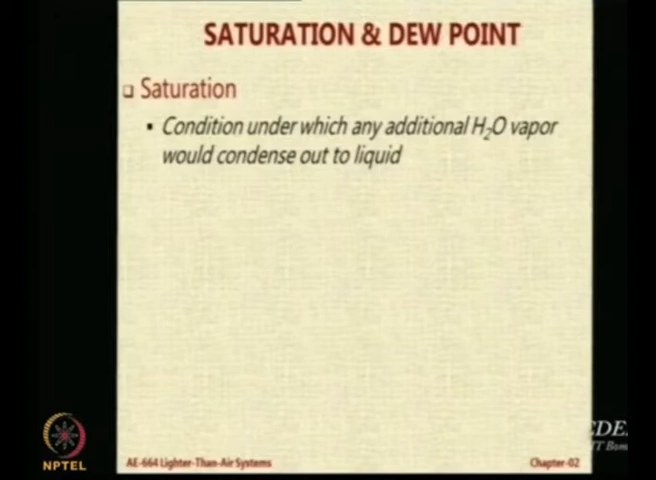 SATURATION & DEW POINT
Saturation
Condition under which any additional H₂O vapor
would condense out to liquid
NPTEL
AE-664 Lighter-Than-Air Systems
Chapter-02